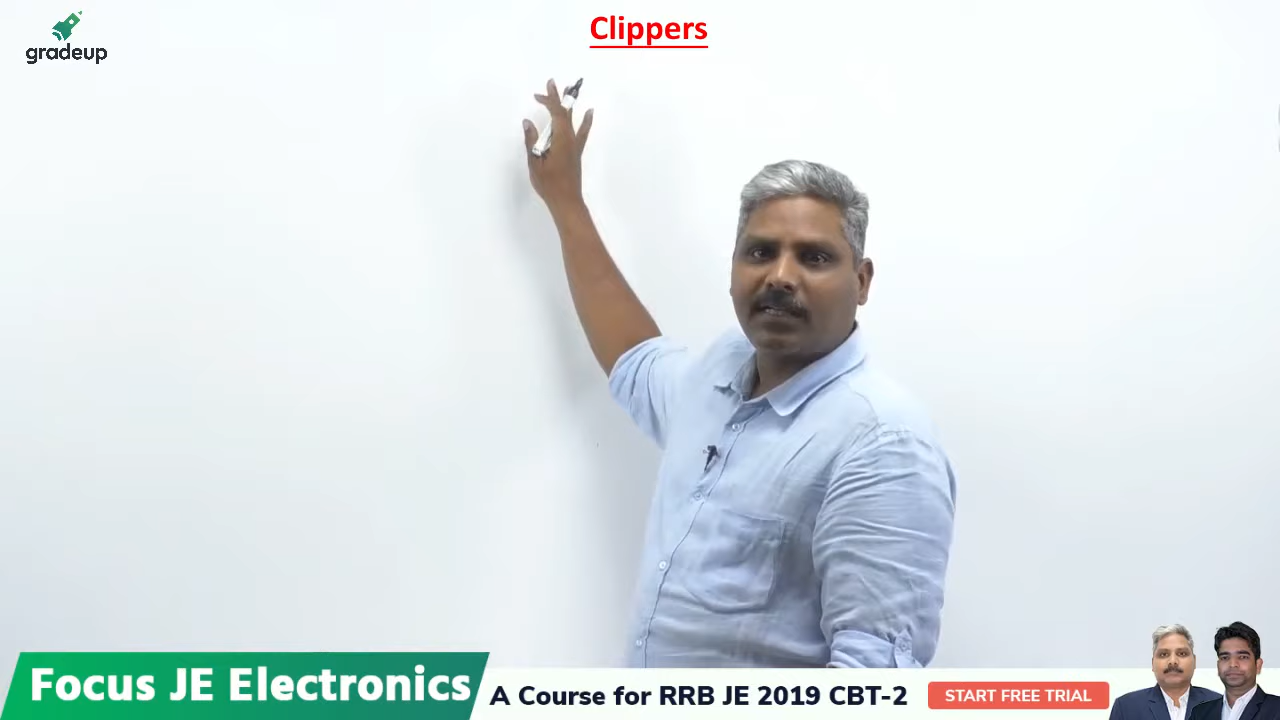 gradeup
Clippers
Focus JE Electronics
A Course for RRB JE 2019 CBT-2
START FREE TRIAL